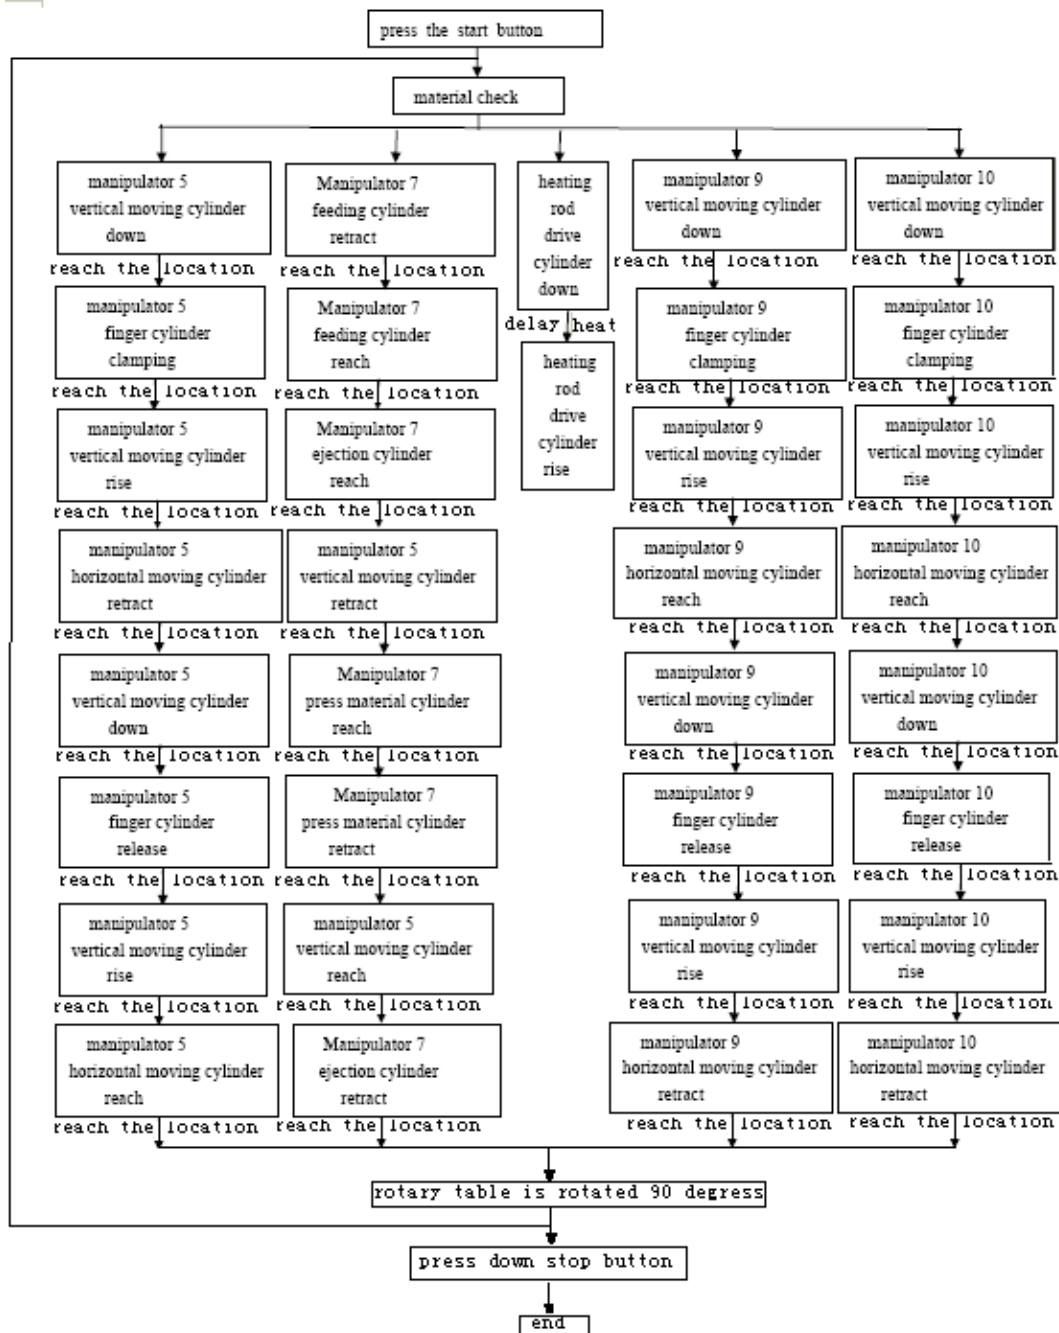 press the start button
material check
manipulator 5
vertical moving cylinder
down
reach the location
manipulator 5
finger cylinder
clamping
reach the location
manipulator 5
vertical moving cylinder
rise
reach the location
manipulator 5
horizontal moving cylinder
retract
reach the location
manipulator 5
vertical moving cylinder
down
reach the location
manipulator 5
finger cylinder
release
reach the location
manipulator 5
vertical moving cylinder
rise
reach the location
manipulator 5
horizontal moving cylinder
reach
reach the location
Manipulator 7
feeding cylinder
retract
reach the location
Manipulator 7
feeding cylinder
reach
reach the location
Manipulator 7
ejection cylinder
reach
reach the location
manipulator 5
vertical moving cylinder
retract
reach the location
Manipulator 7
press material cylinder
reach
reach the location
Manipulator 7
press material cylinder
retract
reach the location
manipulator 5
vertical moving cylinder
reach
reach the location
Manipulator 7
ejection cylinder
retract
reach the location
heating
rod
drive
cylinder
down
delay heat
heating
rod
drive
cylinder
rise
manipulator 9
vertical moving cylinder
down
reach the location
manipulator 9
finger cylinder
clamping
reach the location
manipulator 9
vertical moving cylinder
rise
reach the location
manipulator 9
horizontal moving cylinder
reach
reach the location
manipulator 9
vertical moving cylinder
down
reach the location
manipulator 9
finger cylinder
release
reach the location
manipulator 9
vertical moving cylinder
rise
reach the location
manipulator 9
horizontal moving cylinder
retract
reach the location
manipulator 10
vertical moving cylinder
down
reach the location
manipulator 10
finger cylinder
clamping
reach the location
manipulator 10
vertical moving cylinder
rise
reach the location
manipulator 10
horizontal moving cylinder
reach
reach the location
manipulator 10
vertical moving cylinder
down
reach the location
manipulator 10
finger cylinder
release
reach the location
manipulator 10
vertical moving cylinder
rise
reach the location
manipulator 10
horizontal moving cylinder
retract
reach the location
rotary table is rotated 90 degress
press down stop button
end